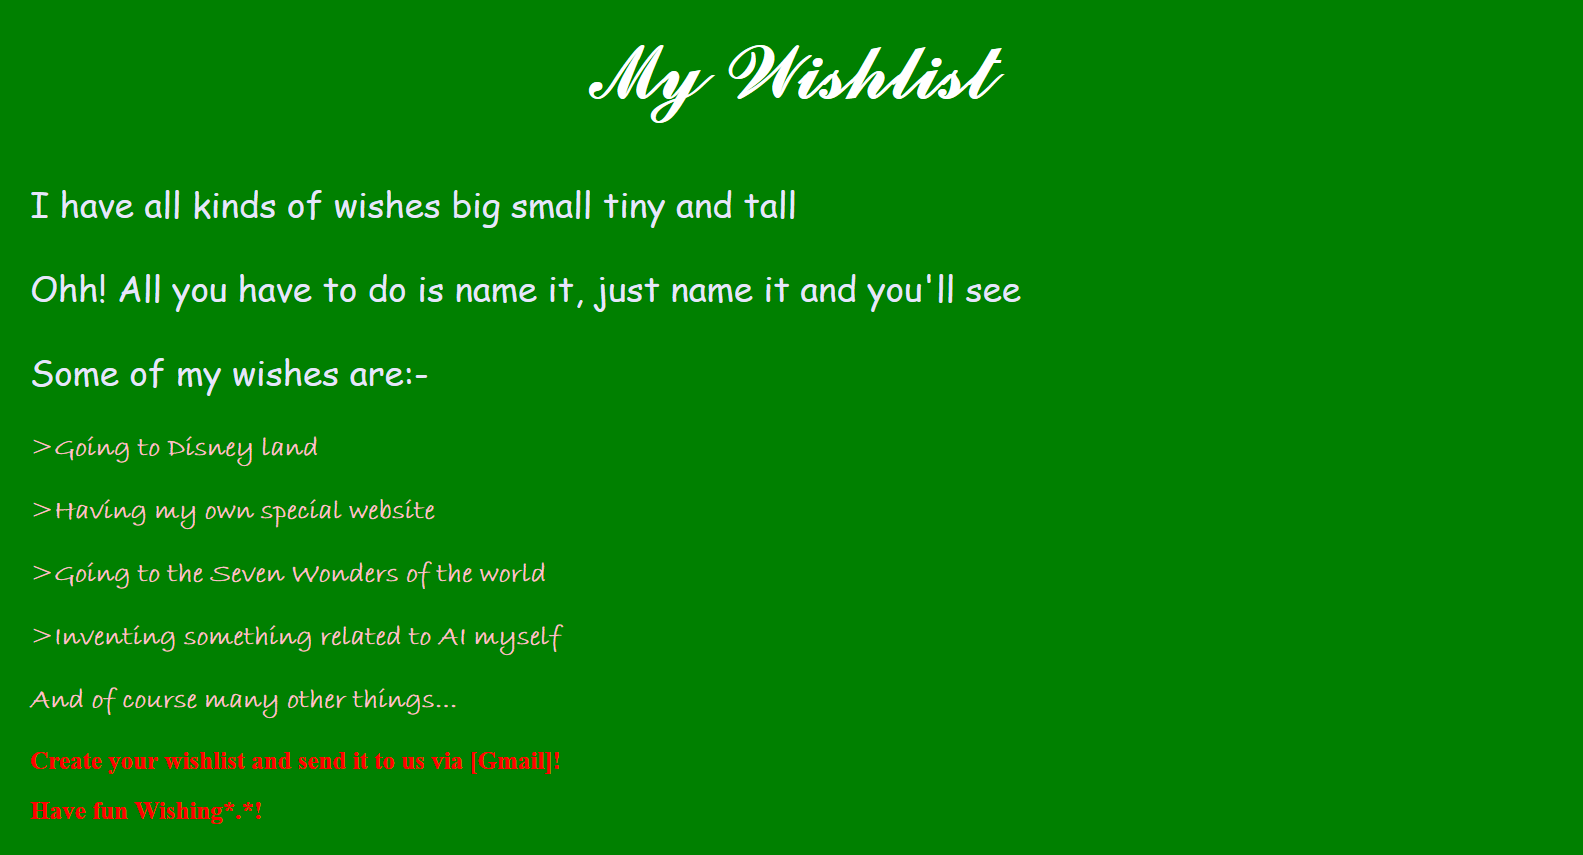 My Wishlist
I have all kinds of wishes big small tiny and tall
Ohh! All you have to do is name it, just name it and you'll see
Some of my wishes are:-
>Going to Disney land
>Having my own special website
>Going to the Seven Wonders of the world
>Inventing something related to AI myself
And of course many other things...
Create your wishlist and send it to us via [Gmail]!
Have fun Wishing*.*!